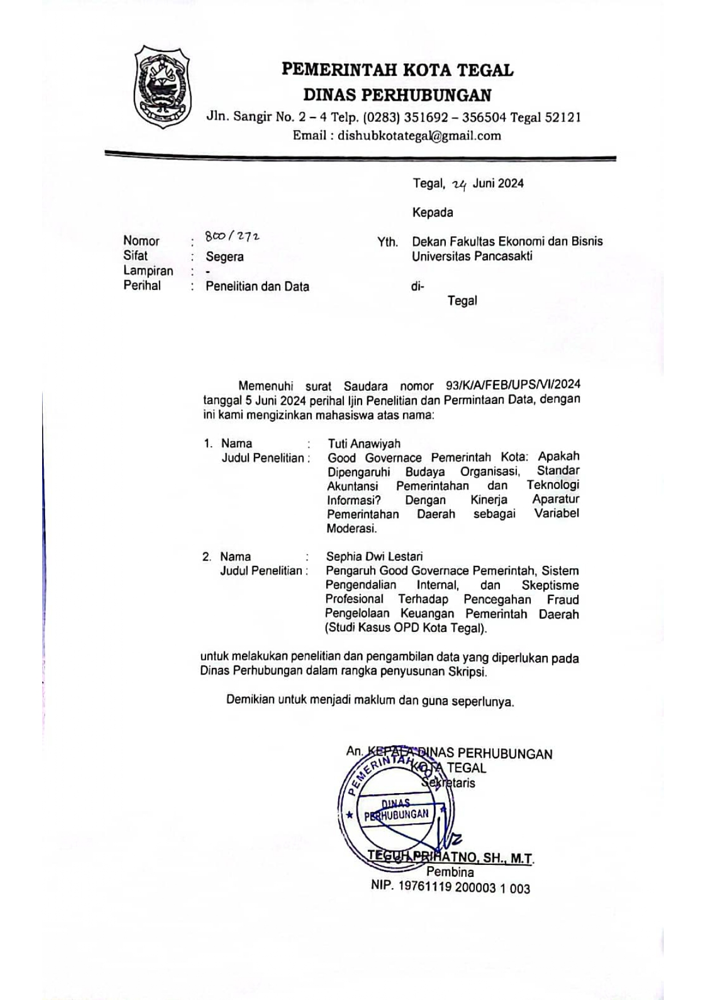 PEMERINTAH KOTA TEGAL
DINAS PERHUBUNGAN
Jln. Sangir No. 2 – 4 Telp. (0283) 351692 – 356504 Tegal 52121
Email : dishubkotategal@gmail.com
Tegal, 24 Juni 2024
Kepada
Nomor : 800/272
Sifat : Segera
Lampiran : -
Perihal : Penelitian dan Data
Yth. Dekan Fakultas Ekonomi dan Bisnis
Universitas Pancasakti
di-
Tegal
Memenuhi surat Saudara nomor 93/K/A/FEB/UPS/VI/2024
tanggal 5 Juni 2024 perihal Ijin Penelitian dan Permintaan Data, dengan
ini kami mengizinkan mahasiswa atas nama:
1. Nama : Tuti Anawiyah
Judul Penelitian : Good Governace Pemerintah Kota: Apakah
Dipengaruhi Budaya Organisasi, Standar
Akuntansi Pemerintahan dan Teknologi
Informasi? Dengan Kinerja Aparatur
Pemerintahan Daerah sebagai Variabel
Moderasi.
2. Nama : Sephia Dwi Lestari
Judul Penelitian : Pengaruh Good Governace Pemerintah, Sistem
Pengendalian Internal, dan Skeptisme
Profesional Terhadap Pencegahan Fraud
Pengelolaan Keuangan Pemerintah Daerah
(Studi Kasus OPD Kota Tegal).
untuk melakukan penelitian dan pengambilan data yang diperlukan pada
Dinas Perhubungan dalam rangka penyusunan Skripsi.
Demikian untuk menjadi maklum dan guna seperlunya.
An. KEPALA DINAS PERHUBUNGAN
KOTA TEGAL
Sekretaris
PEMERINTAH KOTA
DINAS
PERHUBUNGAN
TEGUH PRIHATNO, SH., M.T.
Pembina
NIP. 19761119 200003 1 003